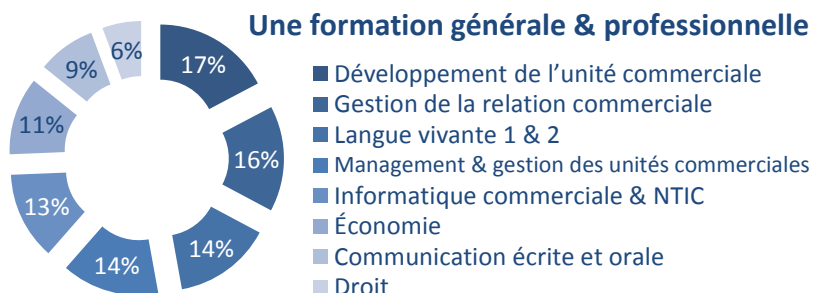 Une formation générale & professionnelle
6%
17%
9%
11%
16%
13%
14%
14%
Développement de l'unité commerciale
Gestion de la relation commerciale
Langue vivante 1 & 2
Management & gestion des unités commerciales
Informatique commerciale & NTIC
Économie
Communication écrite et orale
Droit